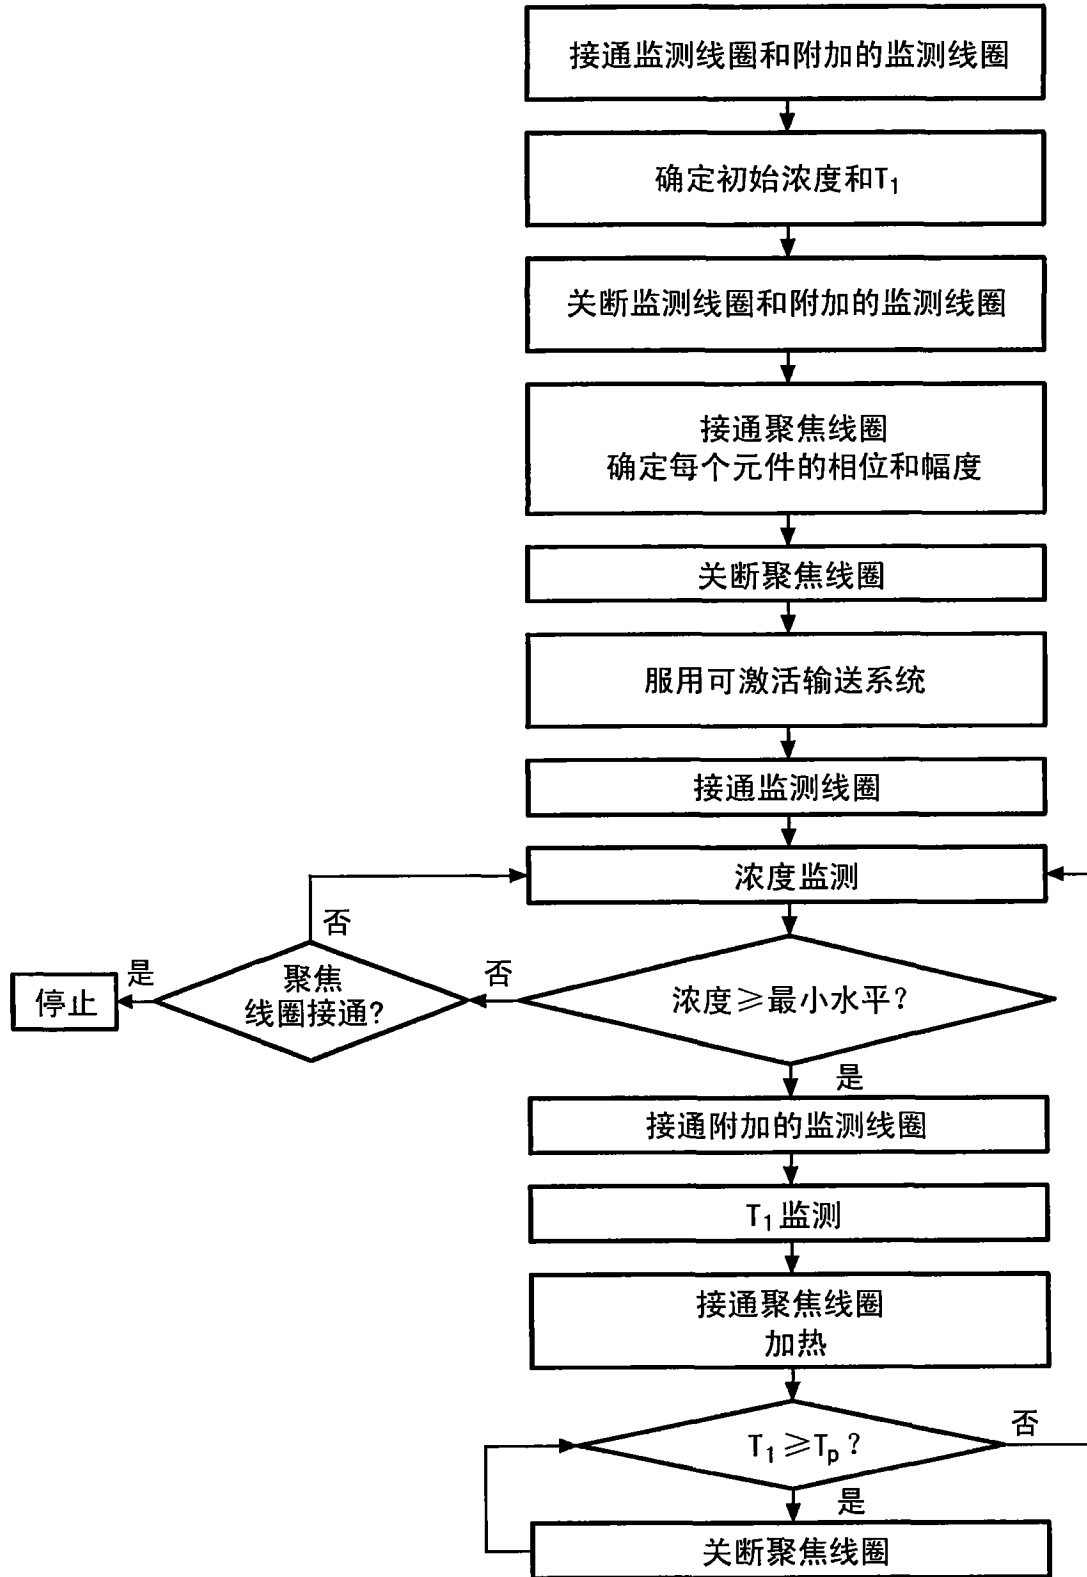 接通监测线圈和附加的监测线圈
确定初始浓度和T₁
关断监测线圈和附加的监测线圈
接通聚焦线圈
确定每个元件的相位和幅度
关断聚焦线圈
服用可激活输送系统
接通监测线圈
浓度监测
否
停止
是
聚焦
线圈接通?
否
浓度≥最小水平?
是
接通附加的监测线圈
T₁监测
接通聚焦线圈
加热
T₁≥Tₚ?
否
是
关断聚焦线圈